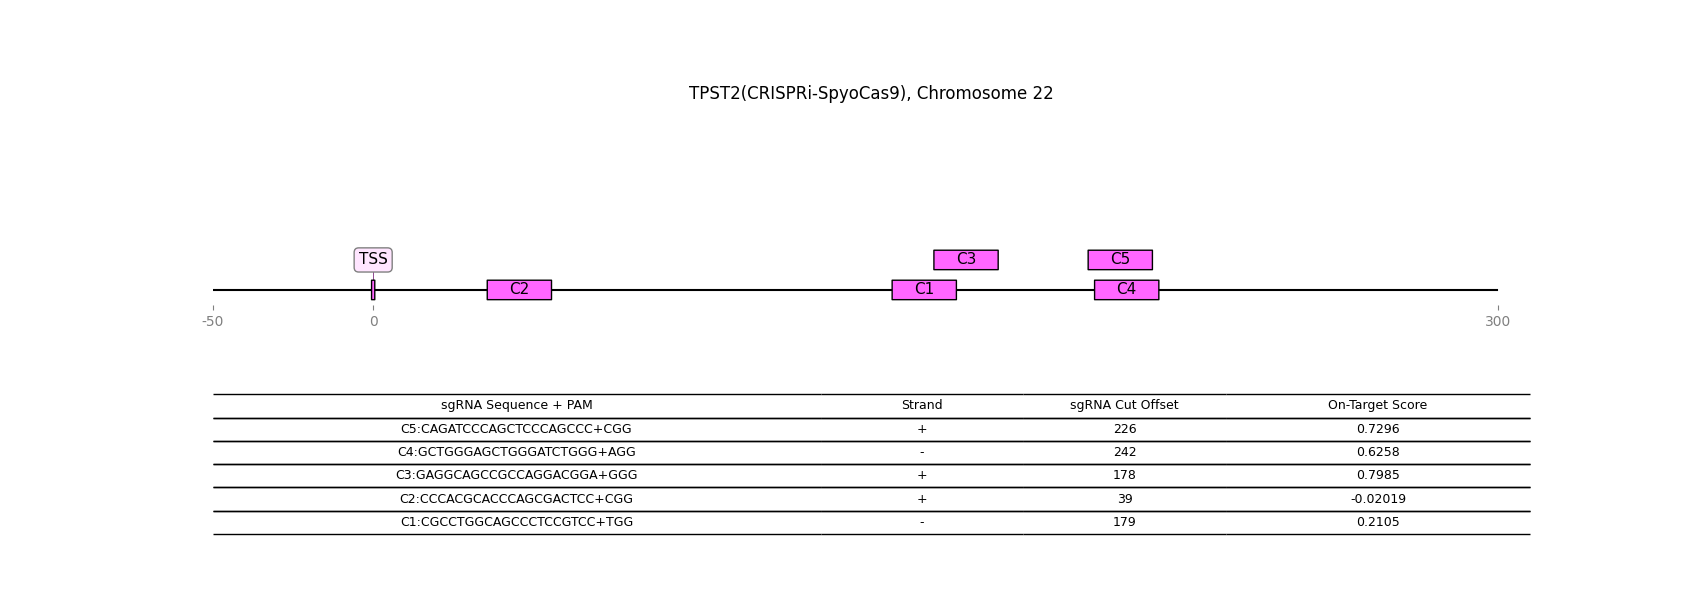 TPST2(CRISPRi-SpyoCas9), Chromosome 22
TSS C3 C5
C2 C1 C4
-50 0 300
sgRNA Sequence + PAM Strand sgRNA Cut Offset On-Target Score
C5:CAGATCCCAGCTCCCAGCCC+CGG + 226 0.7296
C4:GCTGGGAGCTGGGATCTGGG+AGG - 242 0.6258
C3:GAGGCAGCCGCCAGGACGGA+GGG + 178 0.7985
C2:CCCACGCACCCAGCGACTCC+CGG + 39 -0.02019
C1:CGCCTGGCAGCCCTCCGTCC+TGG - 179 0.2105